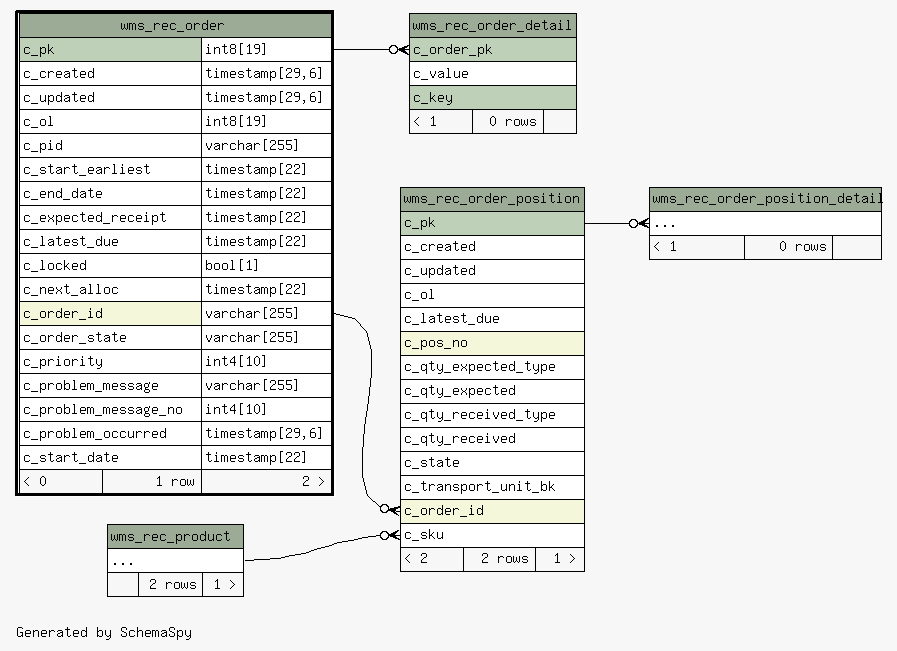 wms_rec_order
c_pk int8[19]
c_created timestamp[29,6]
c_updated timestamp[29,6]
c_ol int8[19]
c_pid varchar[255]
c_start_earliest timestamp[22]
c_end_date timestamp[22]
c_expected_receipt timestamp[22]
c_latest_due timestamp[22]
c_locked bool[1]
c_next_alloc timestamp[22]
c_order_id varchar[255]
c_order_state varchar[255]
c_priority int4[10]
c_problem_message varchar[255]
c_problem_message_no int4[10]
c_problem_occurred timestamp[29,6]
c_start_date timestamp[22]
< 0 1 row 2 >
wms_rec_order_detail
c_order_pk
c_value
c_key
< 1 0 rows
wms_rec_order_position
c_pk
c_created
c_updated
c_ol
c_latest_due
c_pos_no
c_qty_expected_type
c_qty_expected
c_qty_received_type
c_qty_received
c_state
c_transport_unit_bk
c_order_id
c_sku
< 2 2 rows 1 >
wms_rec_order_position_detail
...
< 1 0 rows
wms_rec_product
...
2 rows 1 >
Generated by SchemaSpy